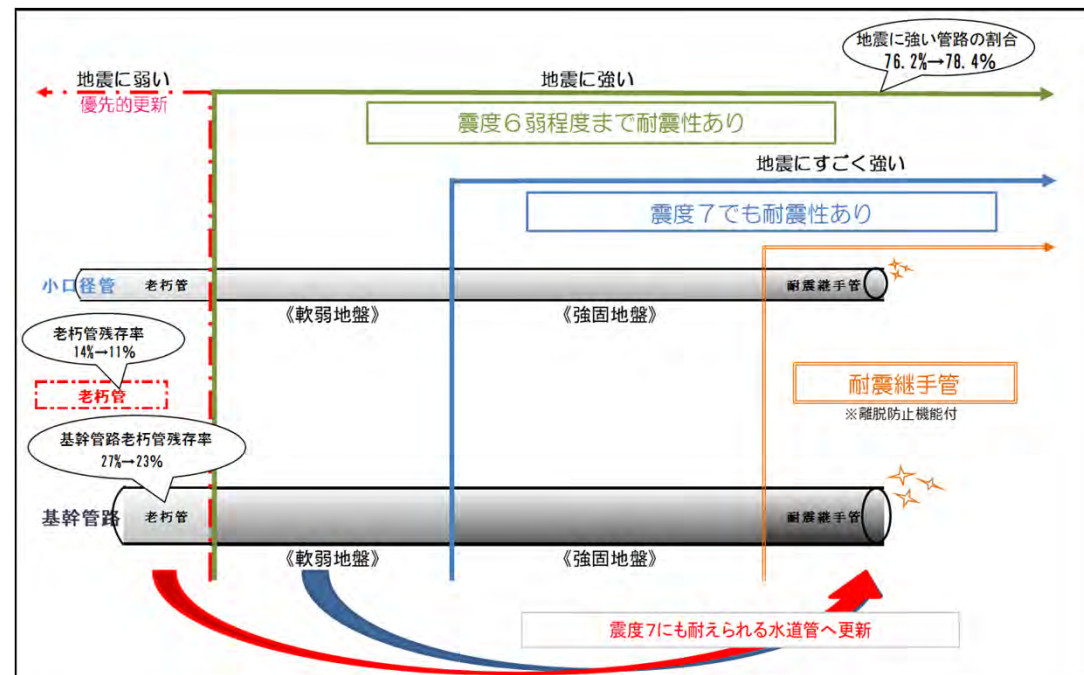 地震に強い管路の割合
76.2%→78.4%
地震に弱い
優先的更新
地震に強い
震度６弱程度まで耐震性あり
地震にすごく強い
震度７でも耐震性あり
小口径管
老朽管
耐震継手管
《軟弱地盤》
《強固地盤》
老朽管残存率
14%→11%
老朽管
耐震継手管
※離脱防止機能付
基幹管路老朽管残存率
27%→23%
基幹管路
老朽管
耐震継手管
《軟弱地盤》
《強固地盤》
震度7にも耐えられる水道管へ更新